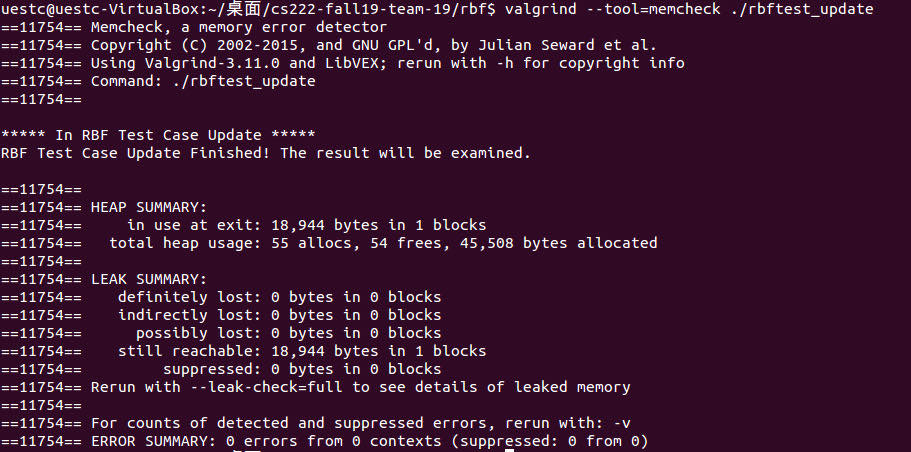 uestc@uestc-VirtualBox:~/桌面/cs222-fall19-team-19/rbf$ valgrind --tool=memcheck ./rbftest_update
==11754== Memcheck, a memory error detector
==11754== Copyright (C) 2002-2015, and GNU GPL'd, by Julian Seward et al.
==11754== Using Valgrind-3.11.0 and LibVEX; rerun with -h for copyright info
==11754== Command: ./rbftest_update
==11754==
***** In RBF Test Case Update *****
RBF Test Case Update Finished! The result will be examined.
==11754==
==11754== HEAP SUMMARY:
==11754==     in use at exit: 18,944 bytes in 1 blocks
==11754==   total heap usage: 55 allocs, 54 frees, 45,508 bytes allocated
==11754==
==11754== LEAK SUMMARY:
==11754==    definitely lost: 0 bytes in 0 blocks
==11754==    indirectly lost: 0 bytes in 0 blocks
==11754==      possibly lost: 0 bytes in 0 blocks
==11754==    still reachable: 18,944 bytes in 1 blocks
==11754==         suppressed: 0 bytes in 0 blocks
==11754== Rerun with --leak-check=full to see details of leaked memory
==11754==
==11754== For counts of detected and suppressed errors, rerun with: -v
==11754== ERROR SUMMARY: 0 errors from 0 contexts (suppressed: 0 from 0)